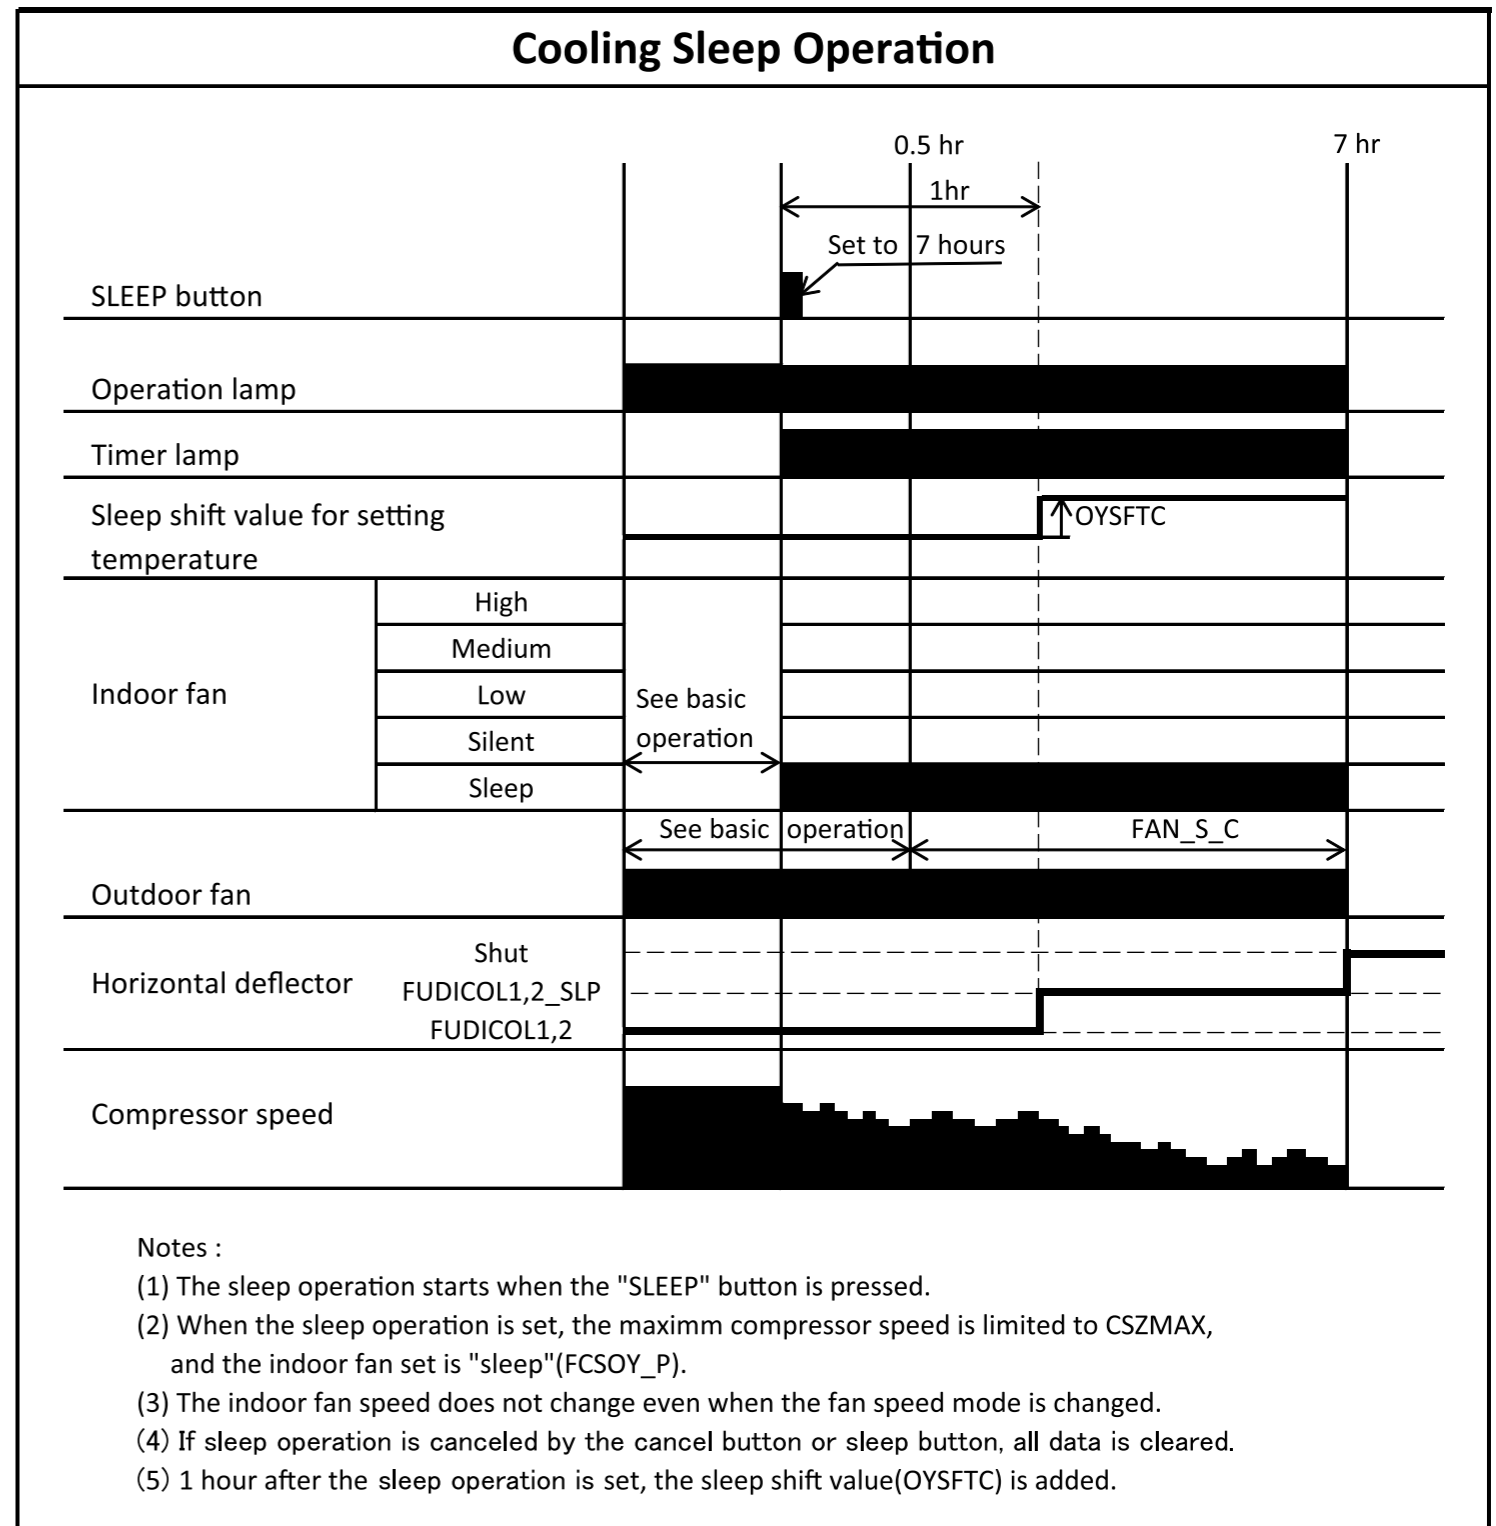 Cooling Sleep Operation
0.5 hr
7 hr
1hr
Set to 7 hours
SLEEP button
Operation lamp
Timer lamp
Sleep shift value for setting
temperature
OYSFTC
Indoor fan
High
Medium
Low
Silent
Sleep
See basic
operation
See basic operation
FAN_S_C
Outdoor fan
Horizontal deflector
Shut
FUDICOL1,2_SLP
FUDICOL1,2
Compressor speed
Notes :
(1) The sleep operation starts when the "SLEEP" button is pressed.
(2) When the sleep operation is set, the maximm compressor speed is limited to CSZMAX,
and the indoor fan set is "sleep"(FCSOY_P).
(3) The indoor fan speed does not change even when the fan speed mode is changed.
(4) If sleep operation is canceled by the cancel button or sleep button, all data is cleared.
(5) 1 hour after the sleep operation is set, the sleep shift value(OYSFTC) is added.